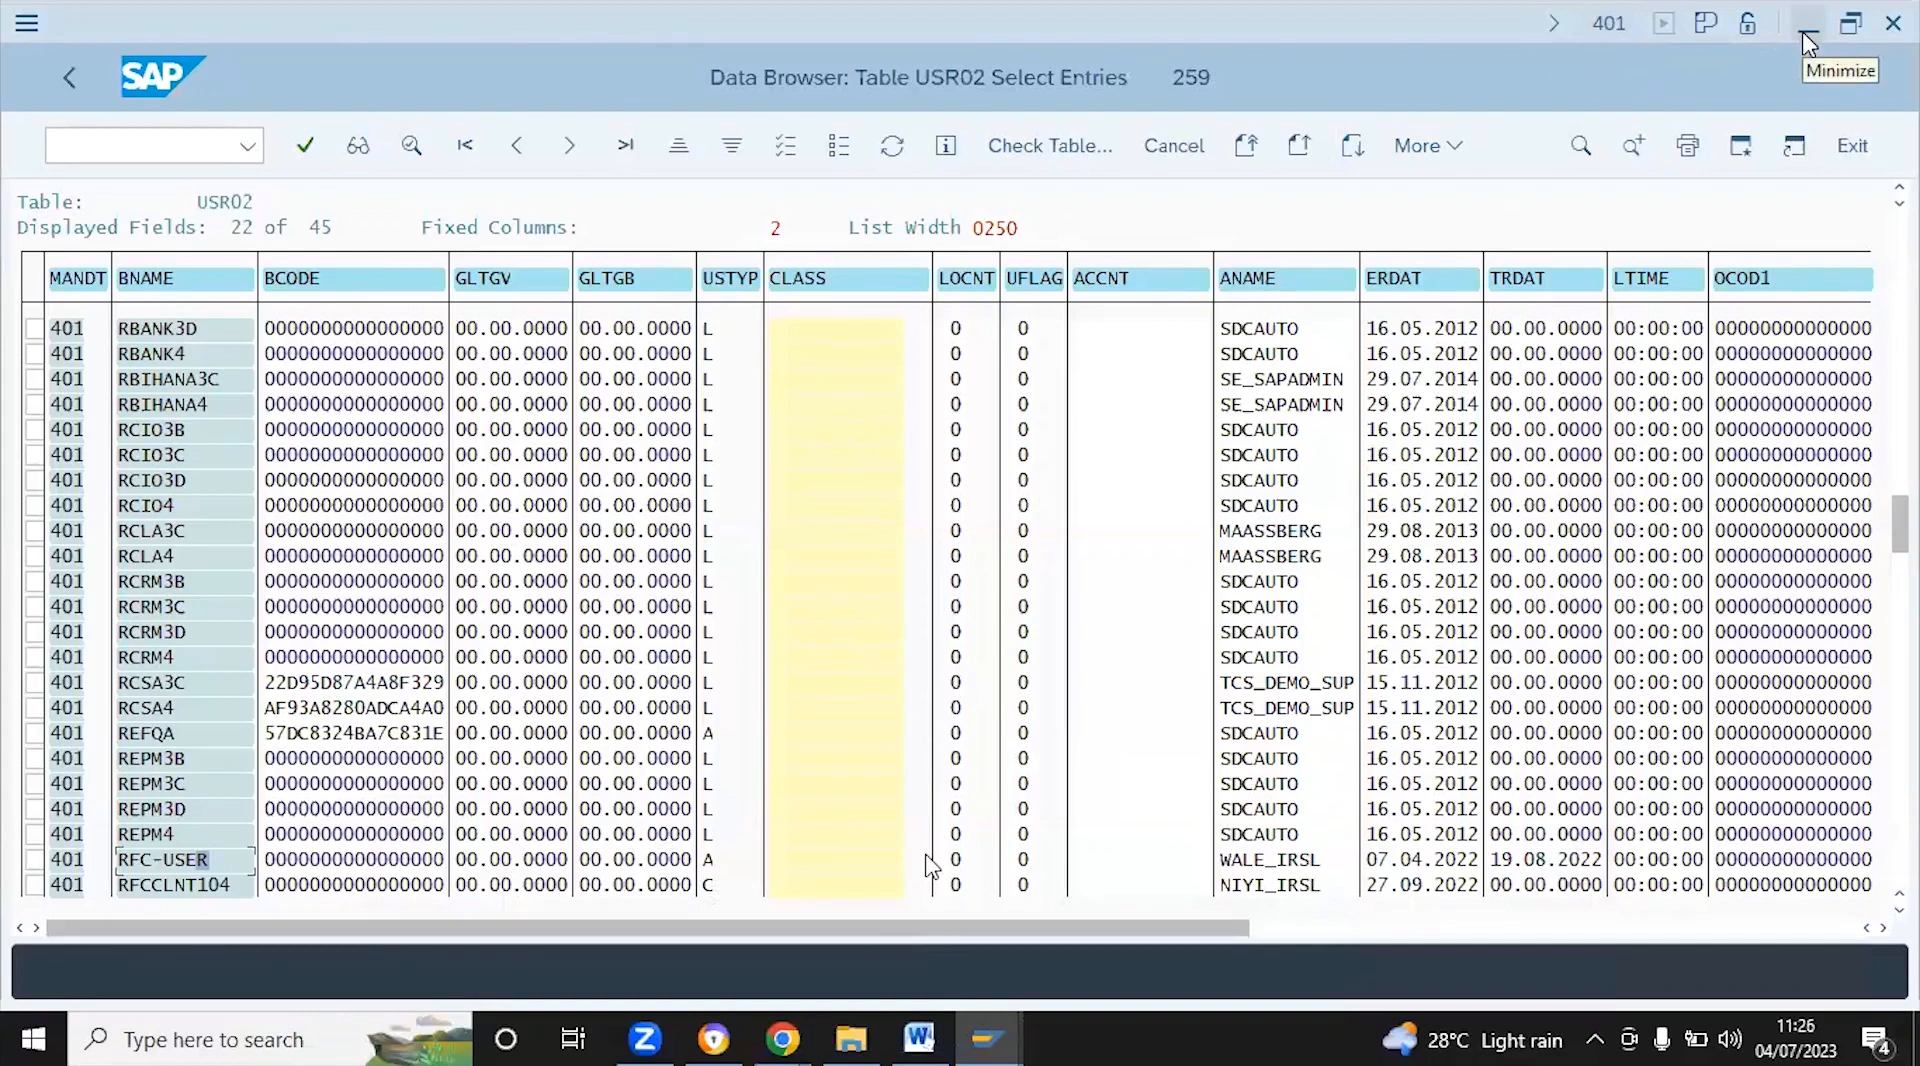 401
Minimize
SAP
Data Browser: Table USR02 Select Entries 259
Check Table... Cancel More Exit
Table: USR02
Displayed Fields: 22 of 45 Fixed Columns: 2 List Width 0250
MANDT BNAME BCODE GLTGV GLTGB USTYP CLASS LOCNT UFLAG ACCNT ANAME ERDAT TRDAT LTIME OCOD1
401 RBANK3D 0000000000000000 00.00.0000 00.00.0000 L 0 0 SDCAUTO 16.05.2012 00.00.0000 00:00:00 00000000000000
401 RBANK4 0000000000000000 00.00.0000 00.00.0000 L 0 0 SDCAUTO 16.05.2012 00.00.0000 00:00:00 00000000000000
401 RBIHANA3C 0000000000000000 00.00.0000 00.00.0000 L 0 0 SE_SAPADMIN 29.07.2014 00.00.0000 00:00:00 00000000000000
401 RBIHANA4 0000000000000000 00.00.0000 00.00.0000 L 0 0 SE_SAPADMIN 29.07.2014 00.00.0000 00:00:00 00000000000000
401 RCIO3B 0000000000000000 00.00.0000 00.00.0000 L 0 0 SDCAUTO 16.05.2012 00.00.0000 00:00:00 00000000000000
401 RCIO3C 0000000000000000 00.00.0000 00.00.0000 L 0 0 SDCAUTO 16.05.2012 00.00.0000 00:00:00 00000000000000
401 RCIO3D 0000000000000000 00.00.0000 00.00.0000 L 0 0 SDCAUTO 16.05.2012 00.00.0000 00:00:00 00000000000000
401 RCIO4 0000000000000000 00.00.0000 00.00.0000 L 0 0 SDCAUTO 16.05.2012 00.00.0000 00:00:00 00000000000000
401 RCLA3C 0000000000000000 00.00.0000 00.00.0000 L 0 0 MAASSBERG 29.08.2013 00.00.0000 00:00:00 00000000000000
401 RCLA4 0000000000000000 00.00.0000 00.00.0000 L 0 0 MAASSBERG 29.08.2013 00.00.0000 00:00:00 00000000000000
401 RCRM3B 0000000000000000 00.00.0000 00.00.0000 L 0 0 SDCAUTO 16.05.2012 00.00.0000 00:00:00 00000000000000
401 RCRM3C 0000000000000000 00.00.0000 00.00.0000 L 0 0 SDCAUTO 16.05.2012 00.00.0000 00:00:00 00000000000000
401 RCRM3D 0000000000000000 00.00.0000 00.00.0000 L 0 0 SDCAUTO 16.05.2012 00.00.0000 00:00:00 00000000000000
401 RCRM4 0000000000000000 00.00.0000 00.00.0000 L 0 0 SDCAUTO 16.05.2012 00.00.0000 00:00:00 00000000000000
401 RCSA3C 22D95D87A4A8F329 00.00.0000 00.00.0000 L 0 0 TCS_DEMO_SUP 15.11.2012 00.00.0000 00:00:00 00000000000000
401 RCSA4 AF93A8280ADCA4A0 00.00.0000 00.00.0000 L 0 0 TCS_DEMO_SUP 15.11.2012 00.00.0000 00:00:00 00000000000000
401 REFQA 57DC8324BA7C831E 00.00.0000 00.00.0000 A 0 0 SDCAUTO 16.05.2012 00.00.0000 00:00:00 00000000000000
401 REPM3B 0000000000000000 00.00.0000 00.00.0000 L 0 0 SDCAUTO 16.05.2012 00.00.0000 00:00:00 00000000000000
401 REPM3C 0000000000000000 00.00.0000 00.00.0000 L 0 0 SDCAUTO 16.05.2012 00.00.0000 00:00:00 00000000000000
401 REPM3D 0000000000000000 00.00.0000 00.00.0000 L 0 0 SDCAUTO 16.05.2012 00.00.0000 00:00:00 00000000000000
401 REPM4 0000000000000000 00.00.0000 00.00.0000 L 0 0 SDCAUTO 16.05.2012 00.00.0000 00:00:00 00000000000000
401 RFC-USER 0000000000000000 00.00.0000 00.00.0000 A 0 0 WALE_IRSL 07.04.2022 19.08.2022 00:00:00 00000000000000
401 RFCCLNT104 0000000000000000 00.00.0000 00.00.0000 C 0 0 NIYI_IRSL 27.09.2022 00.00.0000 00:00:00 00000000000000
Type here to search 28°C Light rain 11:26
04/07/2023 4